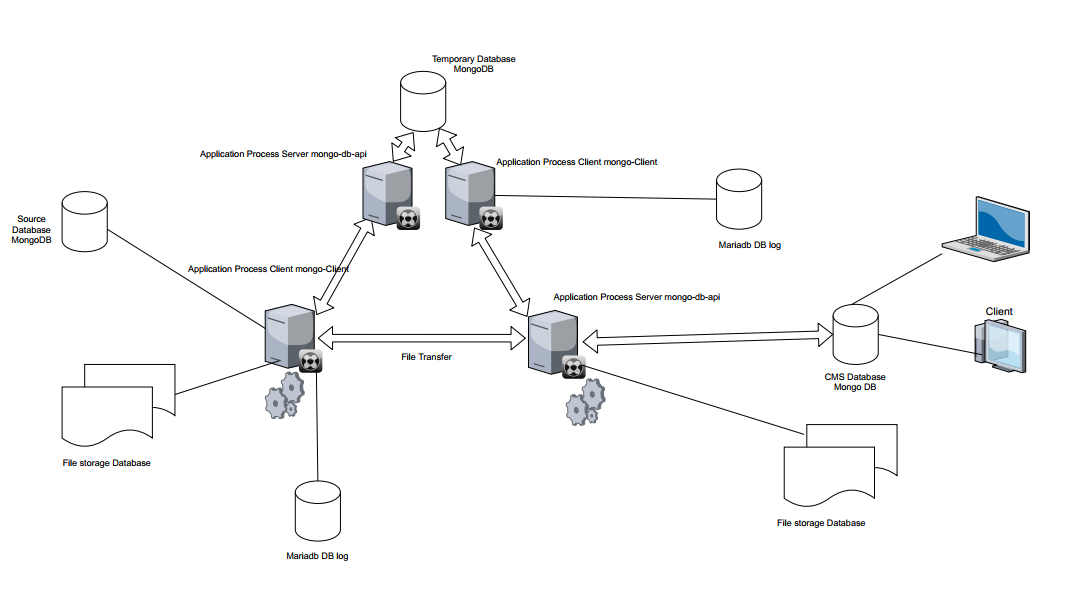 Temporary Database
MongoDB
Application Process Server mongo-db-api
Application Process Client mongo-Client
Source
Database
MongoDB
Mariadb DB log
Application Process Client mongo-Client
Application Process Server mongo-db-api
Client
File Transfer
CMS Database
Mongo DB
File storage Database
File storage Database
Mariadb DB log